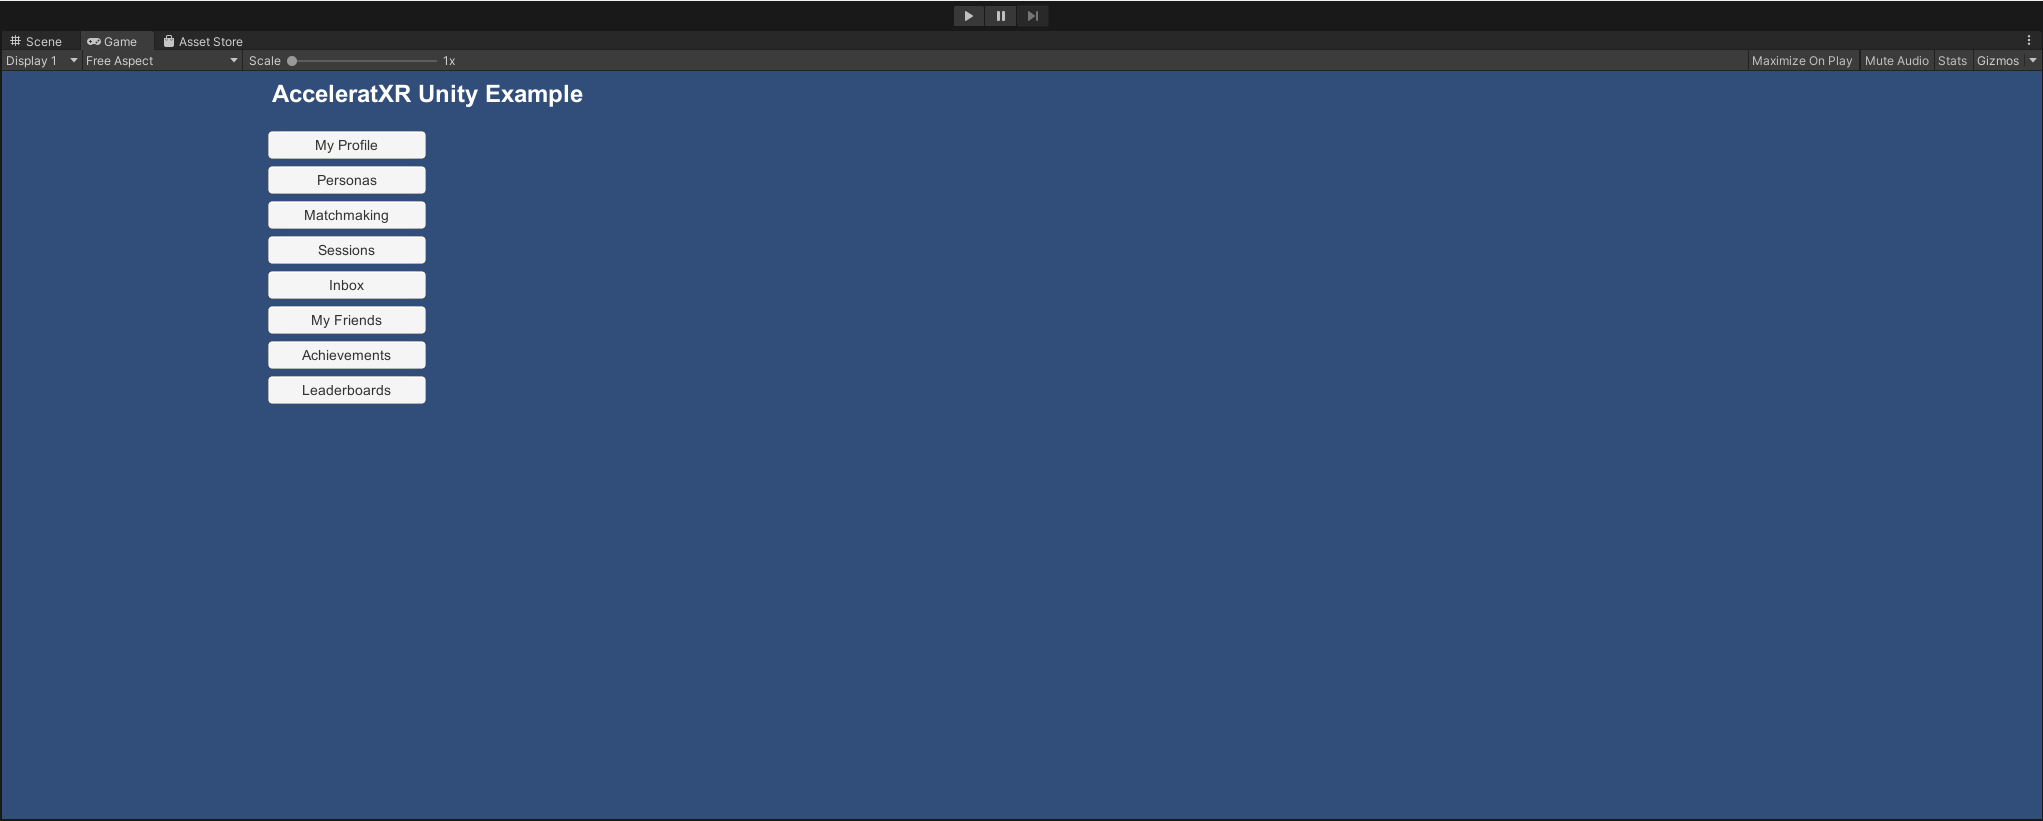 Scene Game Asset Store
Display 1 Free Aspect Scale 1x Maximize On Play Mute Audio Stats Gizmos
AcceleratXR Unity Example
My Profile
Personas
Matchmaking
Sessions
Inbox
My Friends
Achievements
Leaderboards